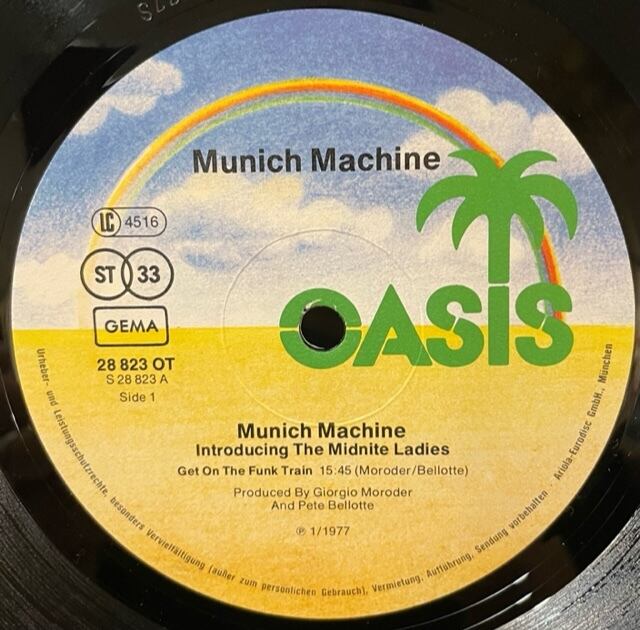 Munich Machine
LC 4516
ST 33
GEMA
OASIS
28 823 OT
S 28 823 A
Side 1
Munich Machine
Introducing The Midnite Ladies
Get On The Funk Train 15:45 (Moroder/Bellotte)
Produced By Giorgio Moroder
And Pete Bellotte
℗ 1/1977
Urheber- und Leistungsschutzrechte, besonders Vervielfältigung (außer zum persönlichen Gebrauch), Vermietung, Aufführung, Sendung vorbehalten · Ariola-Eurodisc GmbH., München